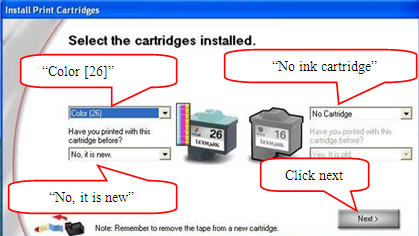 Install Print Cartridges
Select the cartridges installed.
“Color [26]”
“No ink cartridge”
Color [26]
No Cartridge
26
LEXMARK
16
LEXMARK
Have you printed with this
cartridge before?
Have you printed with this
cartridge before?
No, it is new.
Yes. It is old.
“No, it is new”
Click next
Next >
Note: Remember to remove the tape from a new cartridge.